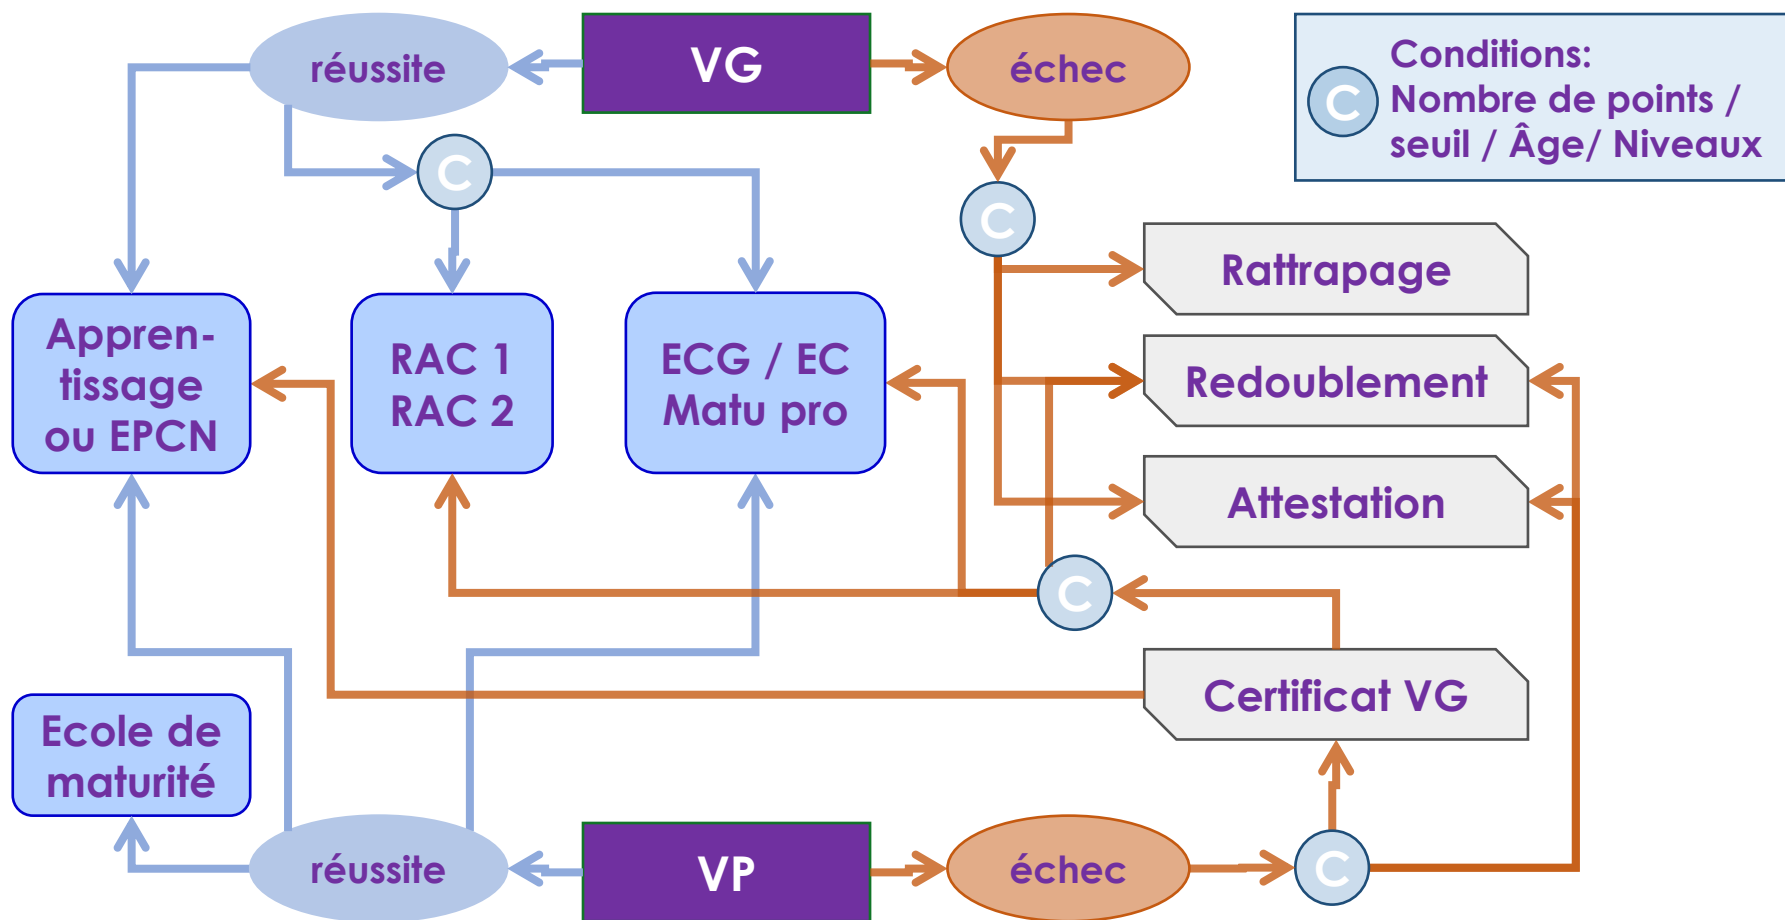 réussite
VG
échec
C
Conditions:
Nombre de points /
seuil / Âge/ Niveaux
C
C
Appren-
tissage
ou EPCN
RAC 1
RAC 2
ECG / EC
Matu pro
Rattrapage
Redoublement
Attestation
C
Certificat VG
Ecole de
maturité
réussite
VP
échec
C